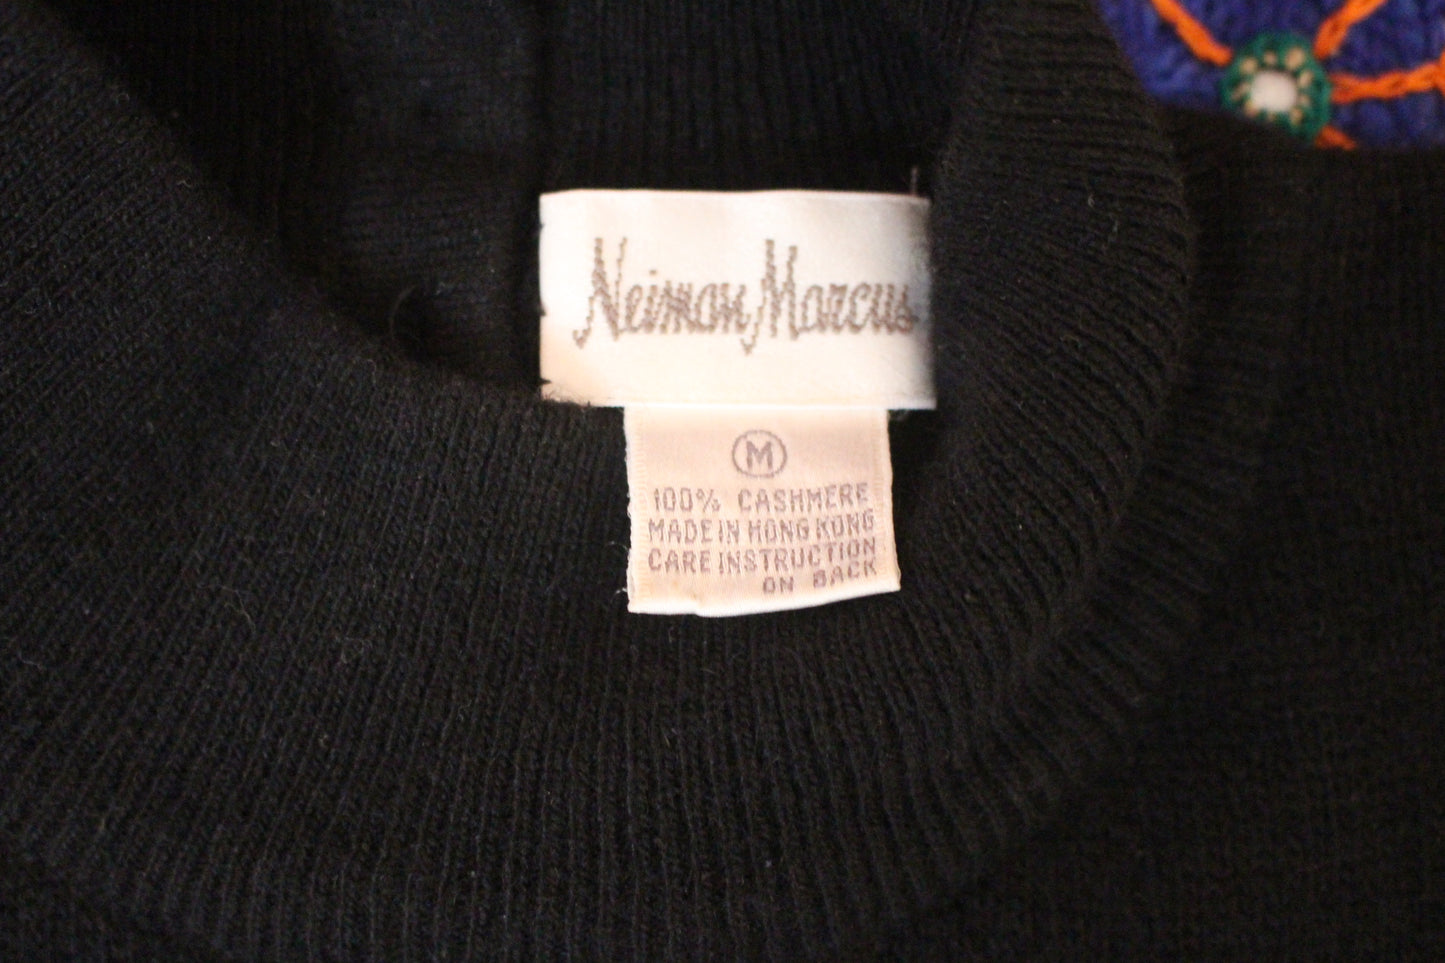 Neiman Marcus
M
100% CASHMERE
MADE IN HONG KONG
CARE INSTRUCTION
ON BACK